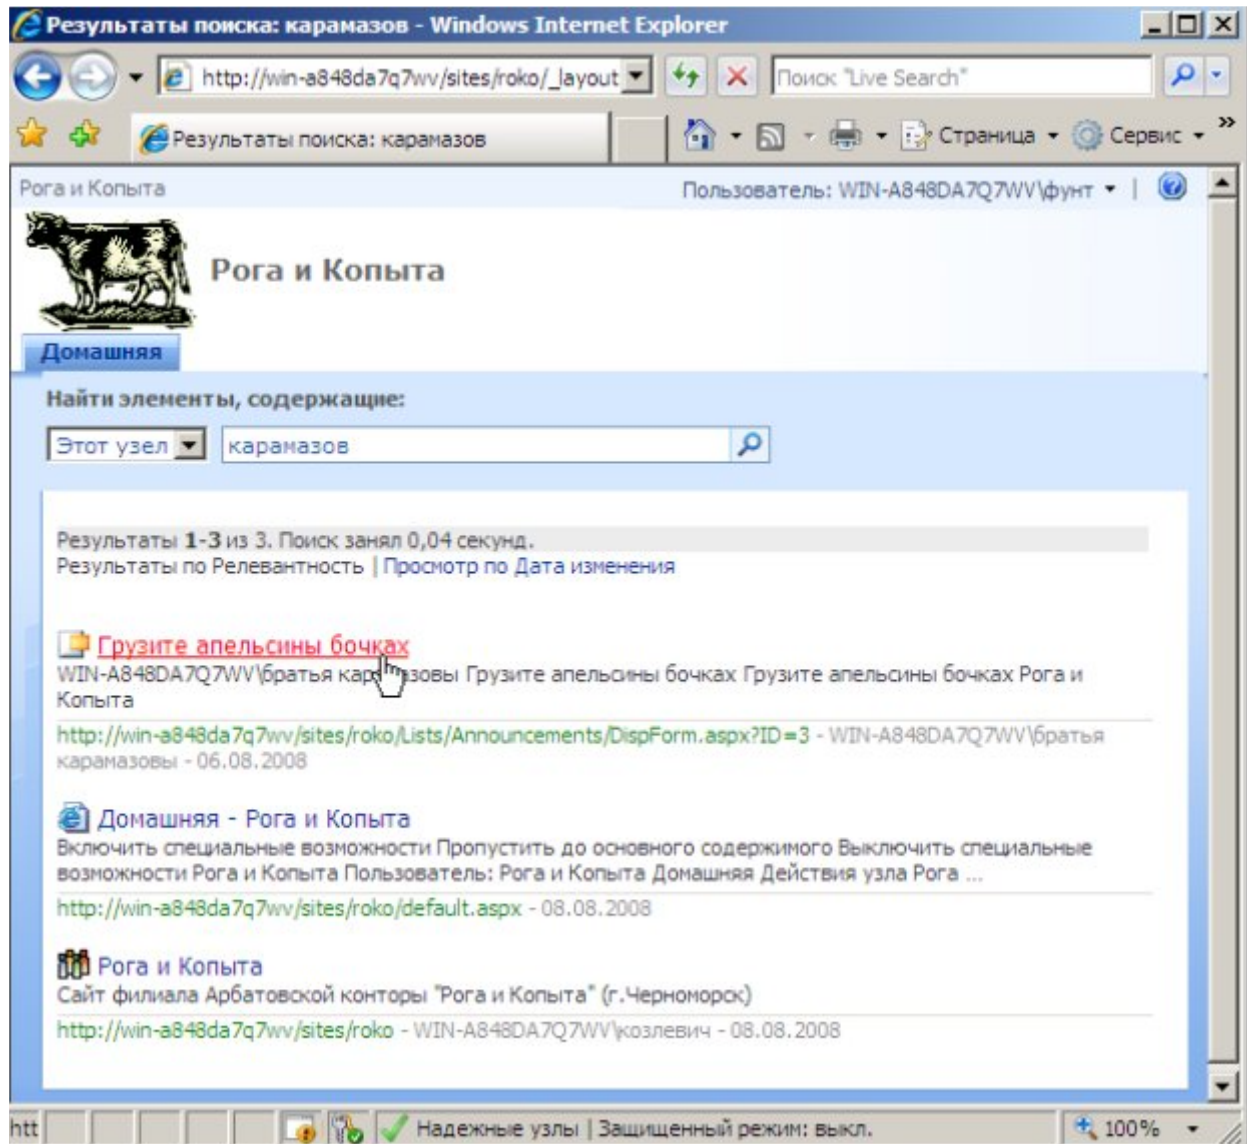 Результаты поиска: карамазов - Windows Internet Explorer
http://win-a848da7q7wv/sites/roko/_layout
Поиск "Live Search"
Результаты поиска: карамазов
Страница
Сервис
Рога и Копыта
Пользователь: WIN-A848DA7Q7WV\фунт
Рога и Копыта
Домашняя
Найти элементы, содержащие:
Этот узел
карамазов
Результаты 1-3 из 3. Поиск занял 0,04 секунд.
Результаты по Релевантность | Просмотр по Дата изменения
Грузите апельсины бочках
WIN-A848DA7Q7WV\братья карамазовы Грузите апельсины бочках Грузите апельсины бочках Рога и
Копыта
http://win-a848da7q7wv/sites/roko/Lists/Announcements/DispForm.aspx?ID=3 - WIN-A848DA7Q7WV\братья
карамазовы - 06.08.2008
Домашняя - Рога и Копыта
Включить специальные возможности Пропустить до основного содержимого Выключить специальные
возможности Рога и Копыта Пользователь: Рога и Копыта Домашняя Действия узла Рога ...
http://win-a848da7q7wv/sites/roko/default.aspx - 08.08.2008
Рога и Копыта
Сайт филиала Арбатовской конторы "Рога и Копыта" (г.Черноморск)
http://win-a848da7q7wv/sites/roko - WIN-A848DA7Q7WV\козлевич - 08.08.2008
htt
Надежные узлы | Защищенный режим: выкл.
100%